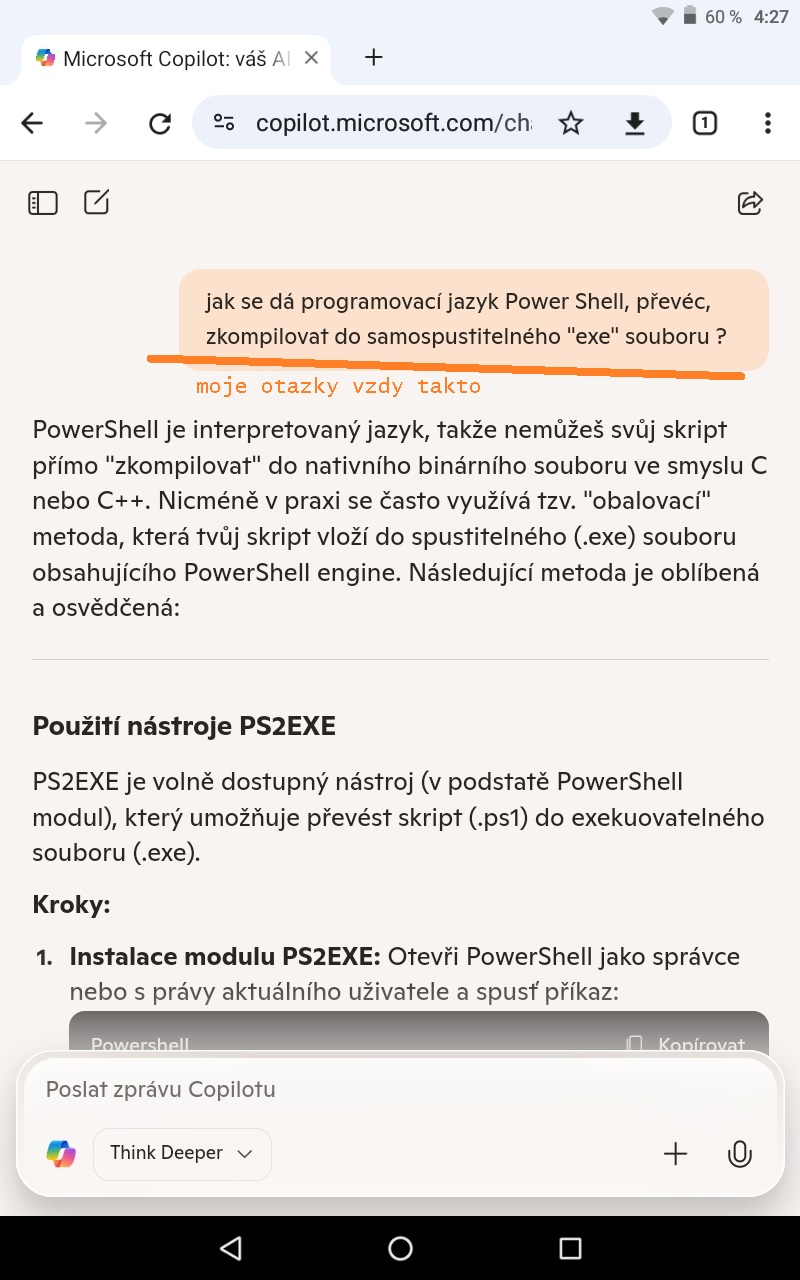 60 % 4:27
Microsoft Copilot: váš AI
copilot.microsoft.com/ch
1
jak se dá programovací jazyk Power Shell, převéc,
zkompilovat do samospustitelného "exe" souboru ?
moje otazky vzdy takto
PowerShell je interpretovaný jazyk, takže nemůžeš svůj skript
přímo "zkompilovat" do nativního binárního souboru ve smyslu C
nebo C++. Nicméně v praxi se často využívá tzv. "obalovací"
metoda, která tvůj skript vloží do spustitelného (.exe) souboru
obsahujícího PowerShell engine. Následující metoda je oblíbená
a osvědčená:
Použití nástroje PS2EXE
PS2EXE je volně dostupný nástroj (v podstatě PowerShell
modul), který umožňuje převést skript (.ps1) do exekuovatelného
souboru (.exe).
Kroky:
1. Instalace modulu PS2EXE: Otevři PowerShell jako správce
nebo s právy aktuálního uživatele a spusť příkaz:
Powershell Kopírovat
Poslat zprávu Copilotu
Think Deeper